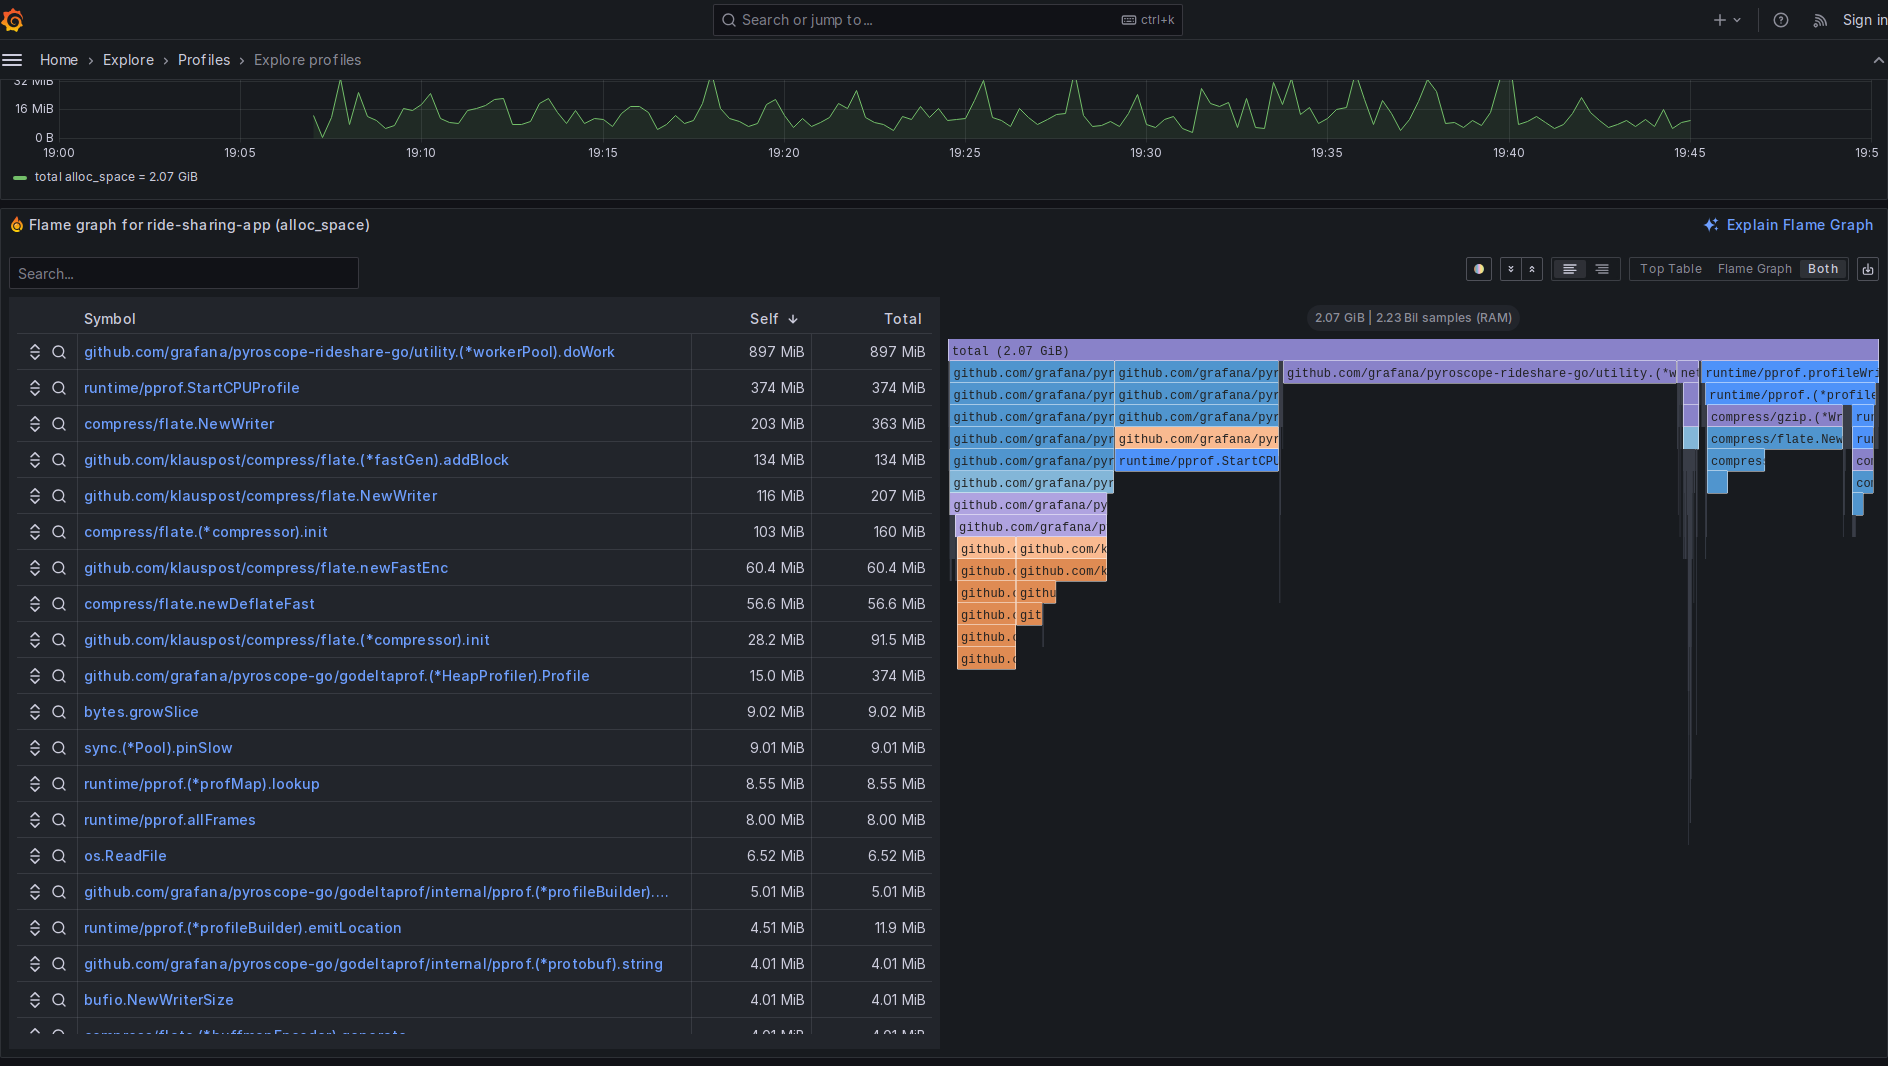 Search or jump to...
ctrl+k
Sign in
Home › Explore › Profiles › Explore profiles
32 MiB
16 MiB
0 B
19:00 19:05 19:10 19:15 19:20 19:25 19:30 19:35 19:40 19:45 19:5
total alloc_space = 2.07 GiB
Flame graph for ride-sharing-app (alloc_space)
Explain Flame Graph
Search...
Top Table Flame Graph Both
Symbol Self Total
github.com/grafana/pyroscope-rideshare-go/utility.(*workerPool).doWork 897 MiB 897 MiB
runtime/pprof.StartCPUProfile 374 MiB 374 MiB
compress/flate.NewWriter 203 MiB 363 MiB
github.com/klauspost/compress/flate.(*fastGen).addBlock 134 MiB 134 MiB
github.com/klauspost/compress/flate.NewWriter 116 MiB 207 MiB
compress/flate.(*compressor).init 103 MiB 160 MiB
github.com/klauspost/compress/flate.newFastEnc 60.4 MiB 60.4 MiB
compress/flate.newDeflateFast 56.6 MiB 56.6 MiB
github.com/klauspost/compress/flate.(*compressor).init 28.2 MiB 91.5 MiB
github.com/grafana/pyroscope-go/godeltaprof.(*HeapProfiler).Profile 15.0 MiB 374 MiB
bytes.growSlice 9.02 MiB 9.02 MiB
sync.(*Pool).pinSlow 9.01 MiB 9.01 MiB
runtime/pprof.(*profMap).lookup 8.55 MiB 8.55 MiB
runtime/pprof.allFrames 8.00 MiB 8.00 MiB
os.ReadFile 6.52 MiB 6.52 MiB
github.com/grafana/pyroscope-go/godeltaprof/internal/pprof.(*profileBuilder).... 5.01 MiB 5.01 MiB
runtime/pprof.(*profileBuilder).emitLocation 4.51 MiB 11.9 MiB
github.com/grafana/pyroscope-go/godeltaprof/internal/pprof.(*protobuf).string 4.01 MiB 4.01 MiB
bufio.NewWriterSize 4.01 MiB 4.01 MiB
compress/flate.(*huffmanEncoder).generate 4.01 MiB 4.01 MiB
2.07 GiB | 2.23 Bil samples (RAM)
total (2.07 GiB)
github.com/grafana/pyr github.com/grafana/pyr github.com/grafana/pyroscope-rideshare-go/utility.(*w net runtime/pprof.profileWri
github.com/grafana/pyr github.com/grafana/pyr runtime/pprof.(*profile
github.com/grafana/pyr github.com/grafana/pyr compress/gzip.(*Wr run
github.com/grafana/pyr github.com/grafana/pyr compress/flate.New run
github.com/grafana/pyr runtime/pprof.StartCPU compres com
github.com/grafana/pyr com
github.com/grafana/py
github.com/grafana/p
github.c github.com/k
github.c github.com/k
github.c githu
github.c git
github.c
github.c